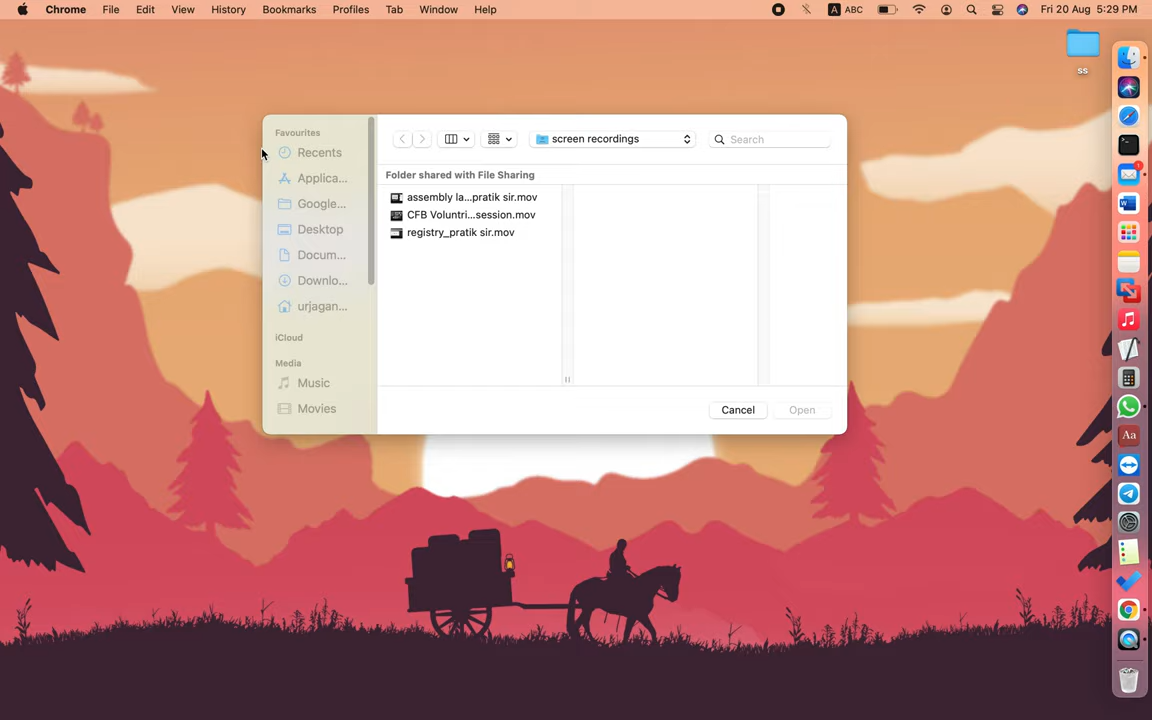 Chrome File Edit View History Bookmarks Profiles Tab Window Help A ABC Fri 20 Aug 5:29 PM
ss
Favourites
Recents
Applica...
Google...
Desktop
Docum...
Downlo...
urjagan...
iCloud
Media
Music
Movies
screen recordings
Search
Folder shared with File Sharing
assembly la...pratik sir.mov
CFB Voluntri...session.mov
registry_pratik sir.mov
Cancel Open
1
Aa